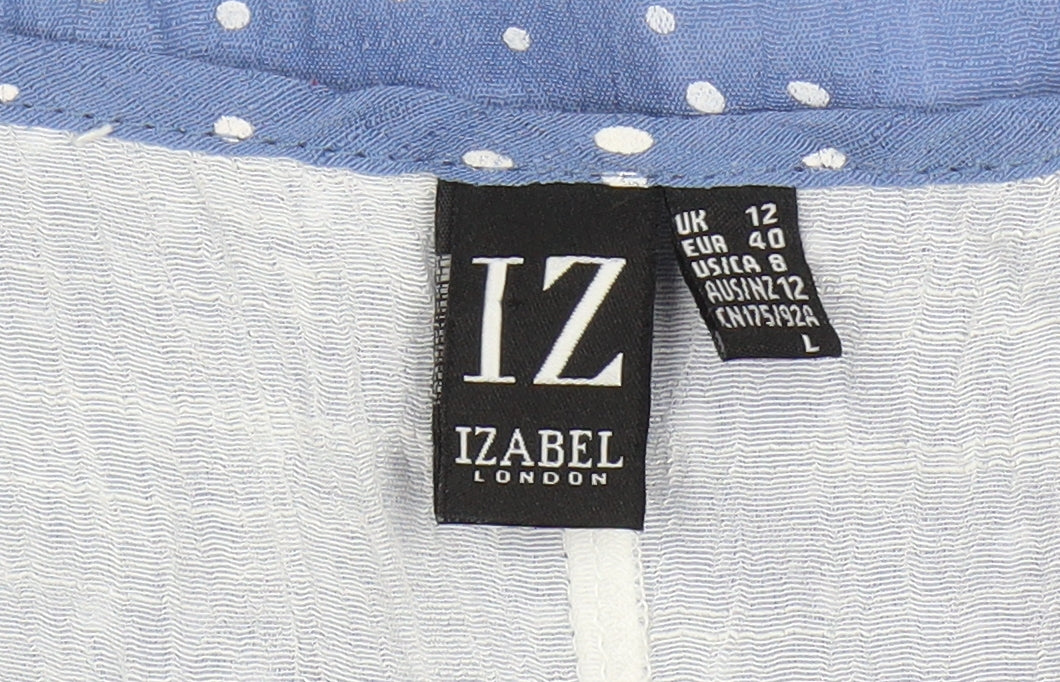 IZ
IZABEL
LONDON
UK 12
EUR 40
US/CA 8
AUS/NZ 12
CN175/92A
L